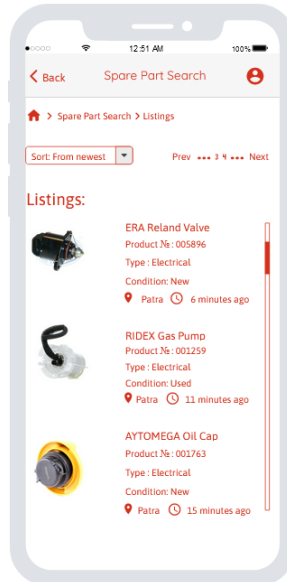 12:51 AM
100%
Back
Spare Part Search
> Spare Part Search > Listings
Sort: From newest
Prev ... 3 4 ... Next
Listings:
ERA Reland Valve
Product №: 005896
Type : Electrical
Condition: New
Patra 6 minutes ago
RIDEX Gas Pump
Product №: 001259
Type : Electrical
Condition: Used
Patra 11 minutes ago
AYTOMEGA Oil Cap
Product №: 001763
Type : Electrical
Condition: New
Patra 15 minutes ago